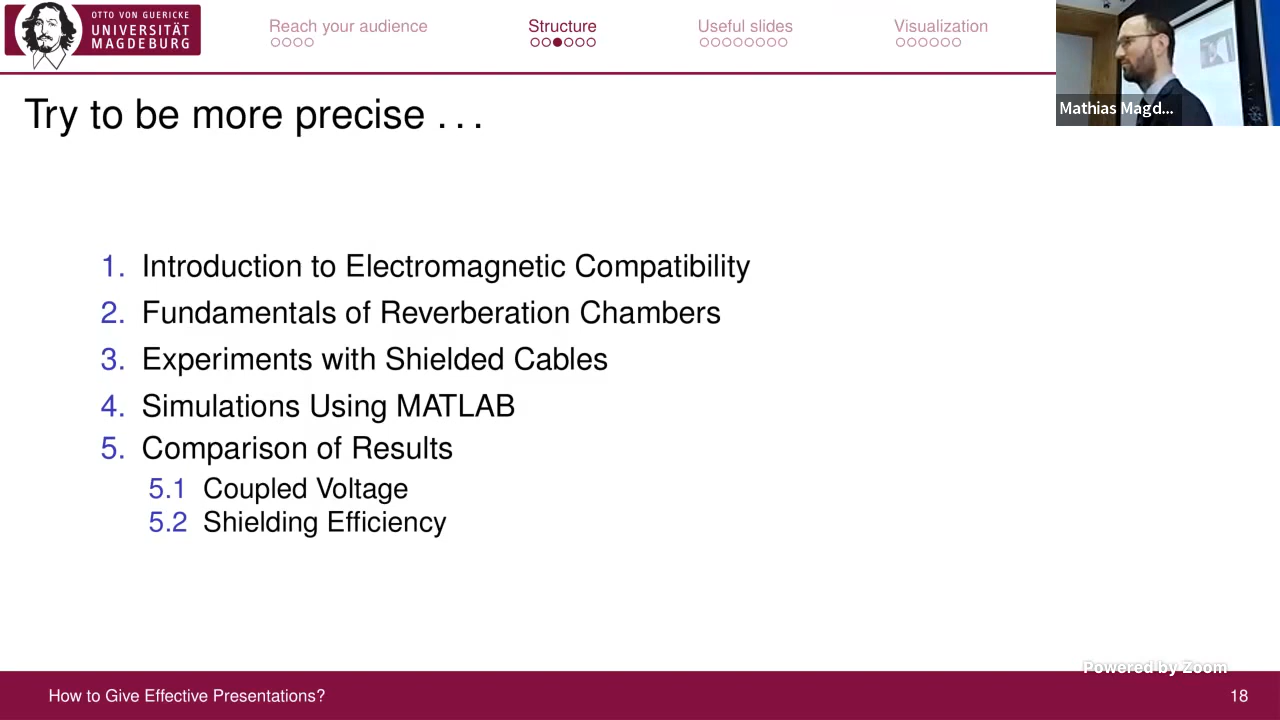 OTTO VON GUERICKE
UNIVERSITÄT
MAGDEBURG
Reach your audience
Structure
Useful slides
Visualization
Mathias Magd...
Try to be more precise . . .
1. Introduction to Electromagnetic Compatibility
2. Fundamentals of Reverberation Chambers
3. Experiments with Shielded Cables
4. Simulations Using MATLAB
5. Comparison of Results
5.1 Coupled Voltage
5.2 Shielding Efficiency
Powered by Zoom
How to Give Effective Presentations?
18